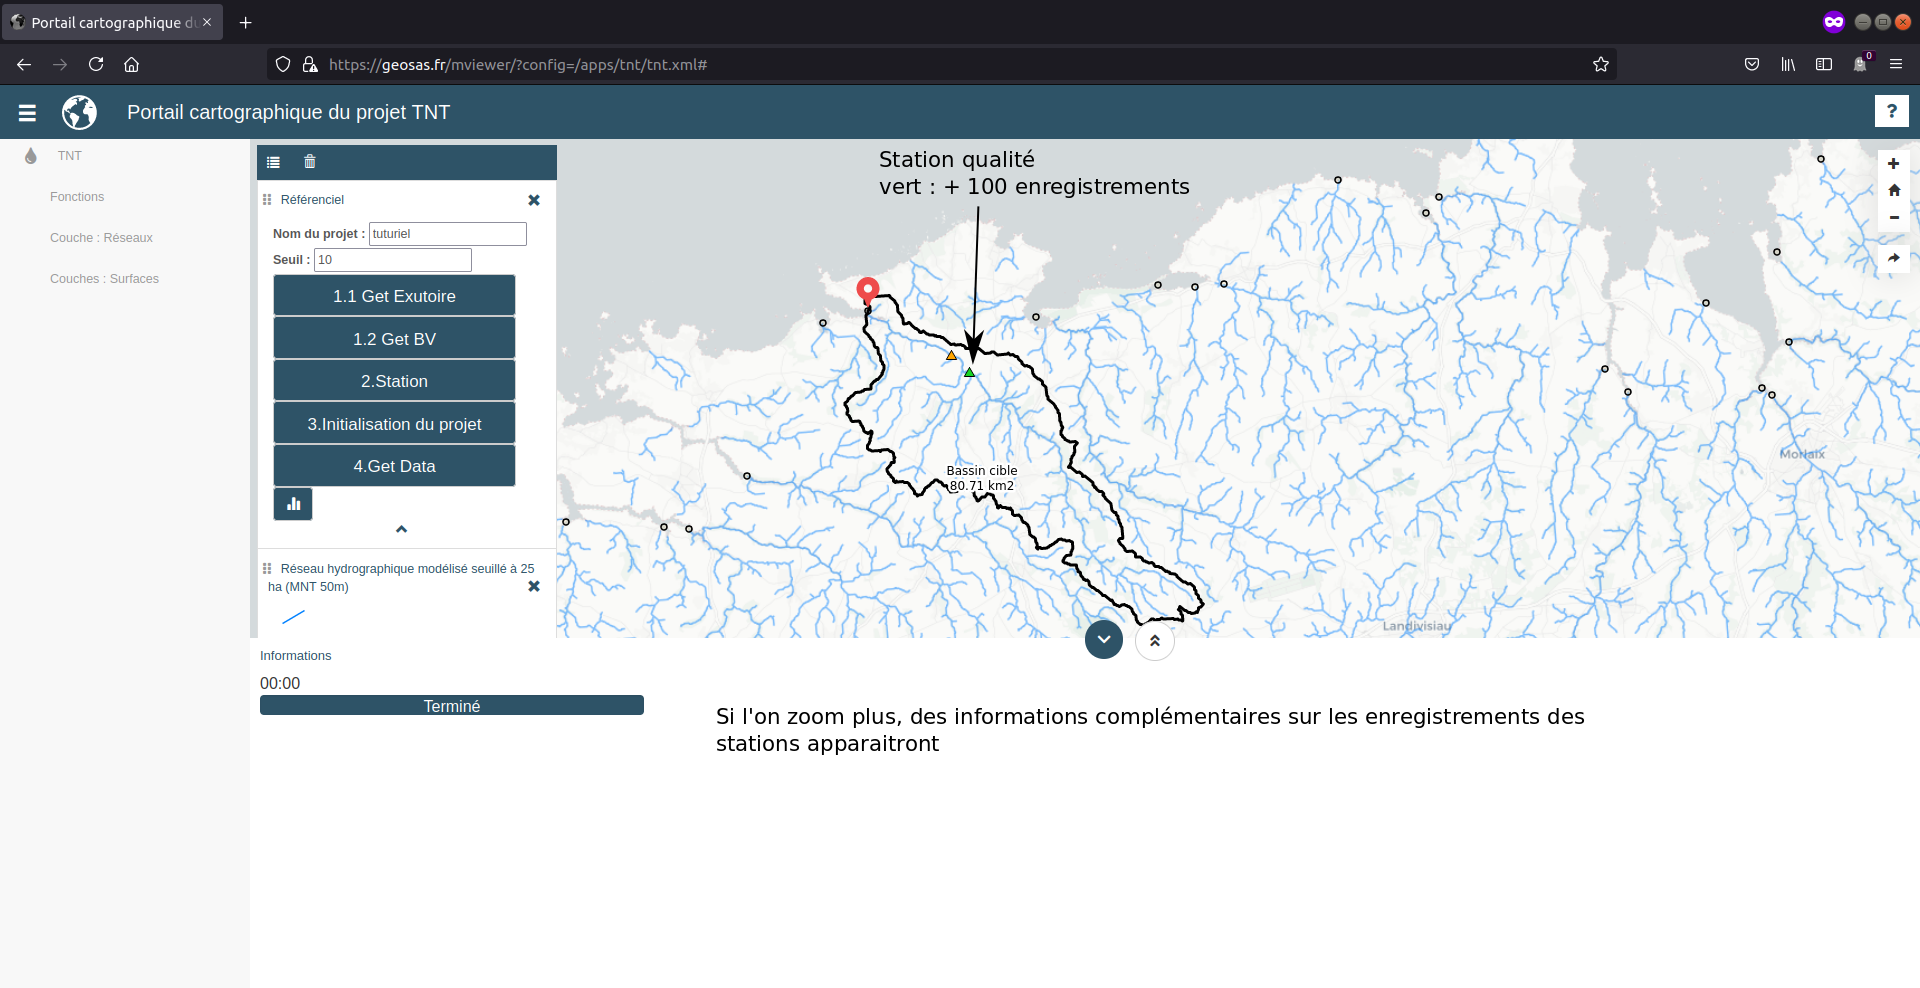 Portail cartographique du
https://geosas.fr/mviewer/?config=/apps/tnt/tnt.xml#
0
Portail cartographique du projet TNT
?
TNT
Fonctions
Couche : Réseaux
Couches : Surfaces
Référenciel
Nom du projet : tuturiel
Seuil : 10
1.1 Get Exutoire
1.2 Get BV
2.Station
3.Initialisation du projet
4.Get Data
Réseau hydrographique modélisé seuillé à 25
ha (MNT 50m)
Station qualité
vert : + 100 enregistrements
Bassin cible
80.71 km2
Morlaix
Landivisiau
Informations
00:00
Terminé
Si l'on zoom plus, des informations complémentaires sur les enregistrements des
stations apparaitront